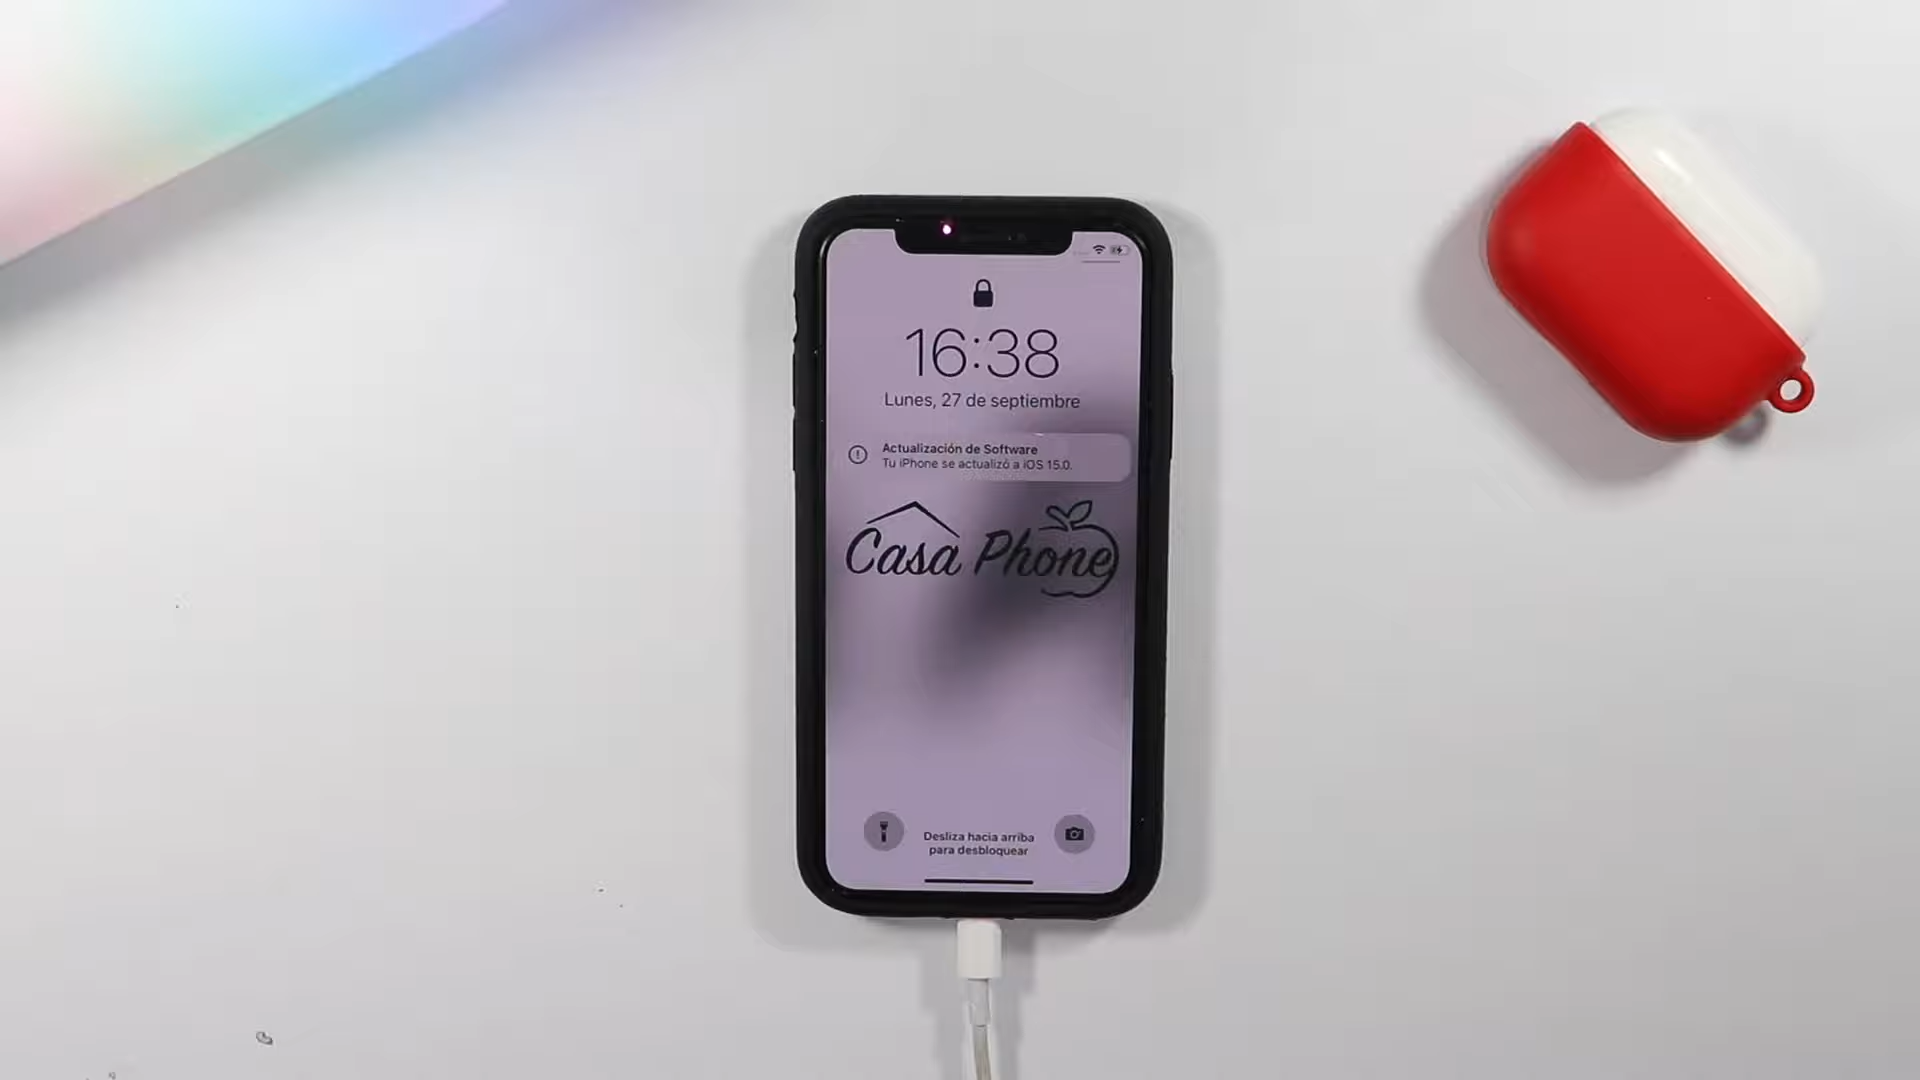 16:38
Lunes, 27 de septiembre
Actualización de Software
Tu iPhone se actualizó a iOS 15.0.
Casa Phone
Desliza hacia arriba
para desbloquear